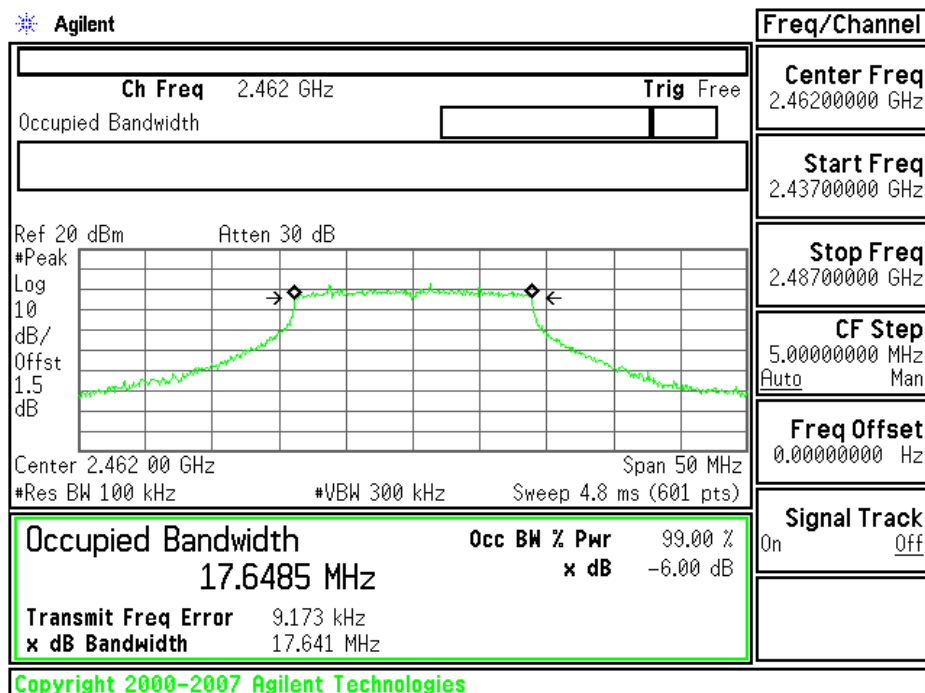 Agilent
Freq/Channel
Ch Freq 2.462 GHz Trig Free
Occupied Bandwidth
Center Freq
2.46200000 GHz
Start Freq
2.43700000 GHz
Stop Freq
2.48700000 GHz
CF Step
5.00000000 MHz
Auto Man
Freq Offset
0.00000000 Hz
Signal Track
On Off
Ref 20 dBm Atten 30 dB
#Peak
Log
10
dB/
Offst
1.5
dB
Center 2.462 00 GHz Span 50 MHz
#Res BW 100 kHz #VBW 300 kHz Sweep 4.8 ms (601 pts)
Occupied Bandwidth Occ BW % Pwr 99.00 %
17.6485 MHz x dB -6.00 dB
Transmit Freq Error 9.173 kHz
x dB Bandwidth 17.641 MHz
Copyright 2000-2007 Agilent Technologies